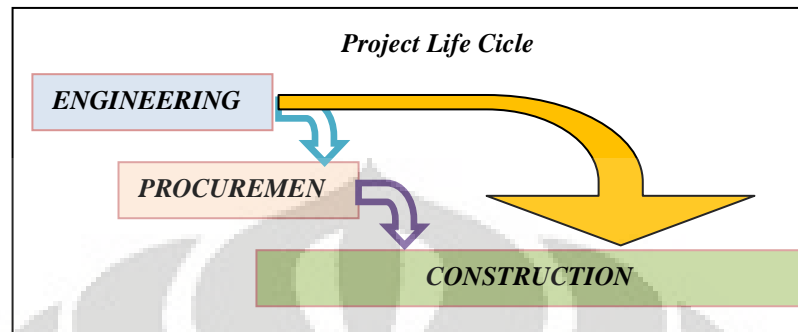 Project Life Cicle
ENGINEERING
PROCUREMEN
CONSTRUCTION